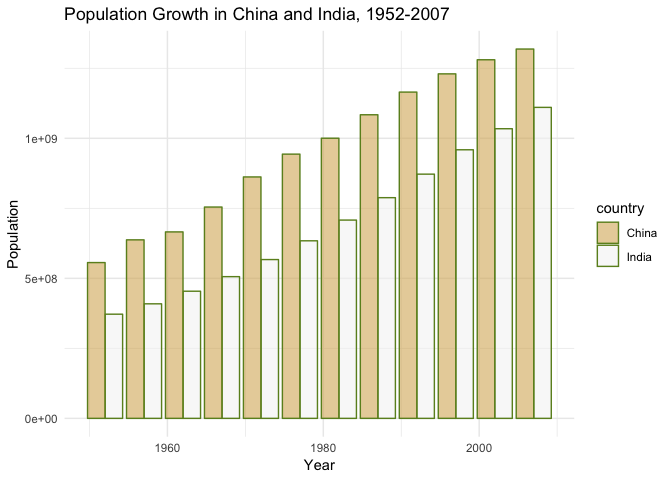 Population Growth in China and India, 1952-2007
Population
1e+09
5e+08
0e+00
1960
1980
2000
Year
country
China
India